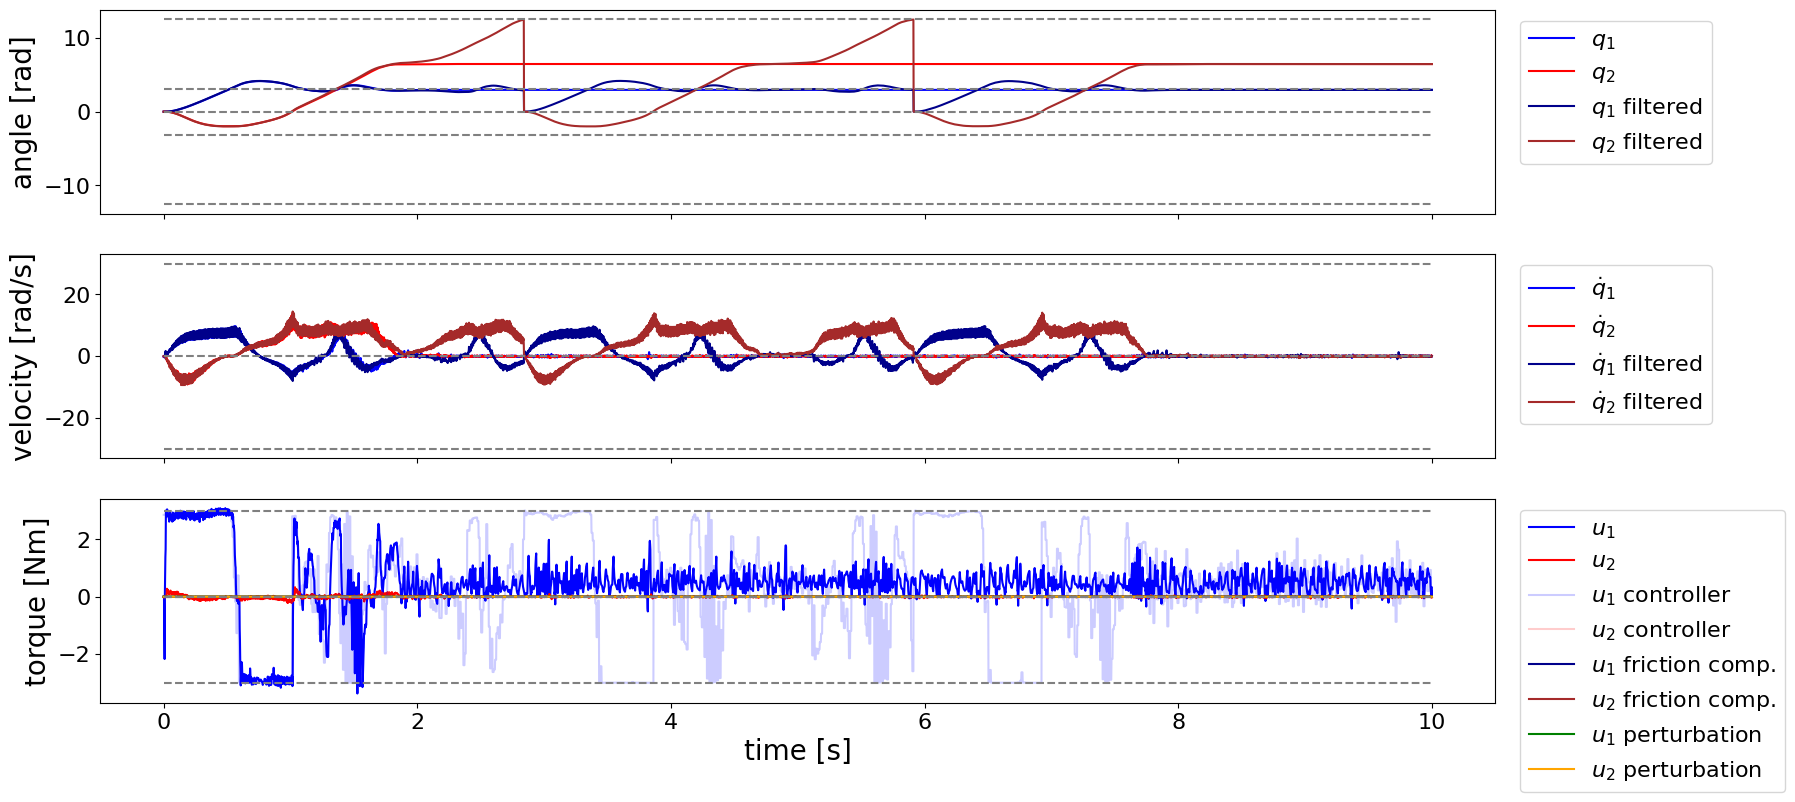 angle [rad]
10
0
−10
q₁
q₂
q₁ filtered
q₂ filtered
velocity [rad/s]
20
0
−20
q̇₁
q̇₂
q̇₁ filtered
q̇₂ filtered
torque [Nm]
2
0
−2
0 2 4 6 8 10
time [s]
u₁
u₂
u₁ controller
u₂ controller
u₁ friction comp.
u₂ friction comp.
u₁ perturbation
u₂ perturbation